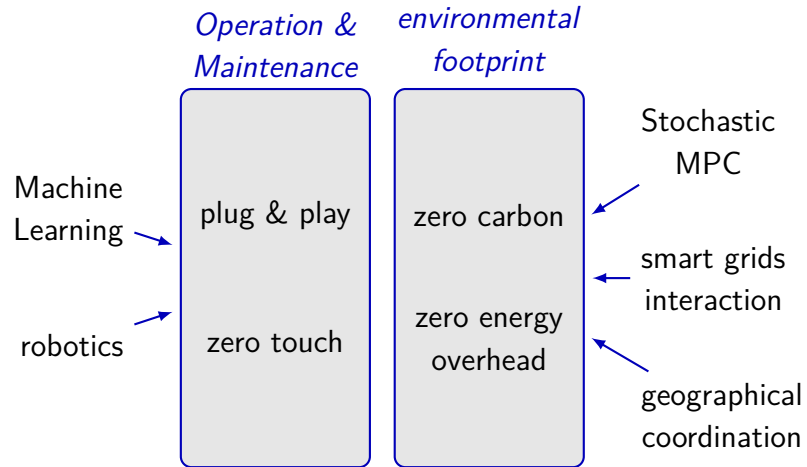 Operation &
Maintenance
environmental
footprint
Machine
Learning
robotics
plug & play
zero touch
zero carbon
zero energy
overhead
Stochastic
MPC
smart grids
interaction
geographical
coordination